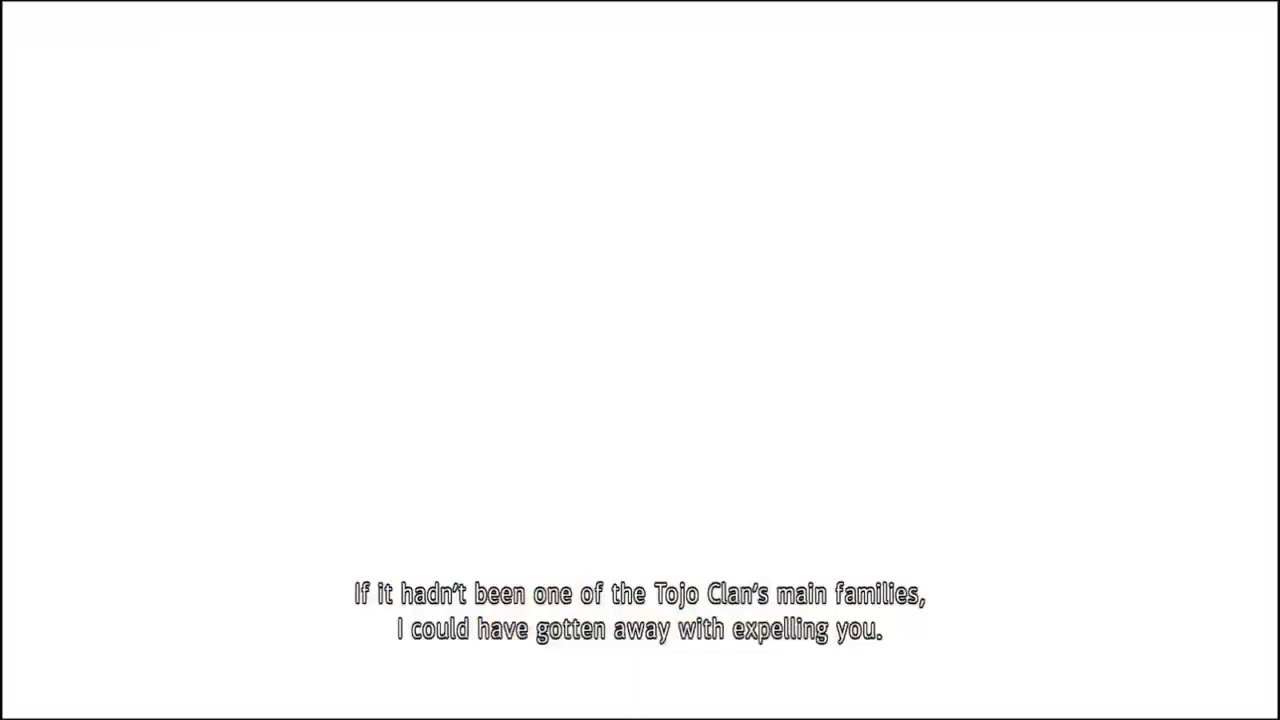 If it hadn't been one of the Tojo Clan's main families,
I could have gotten away with expelling you.